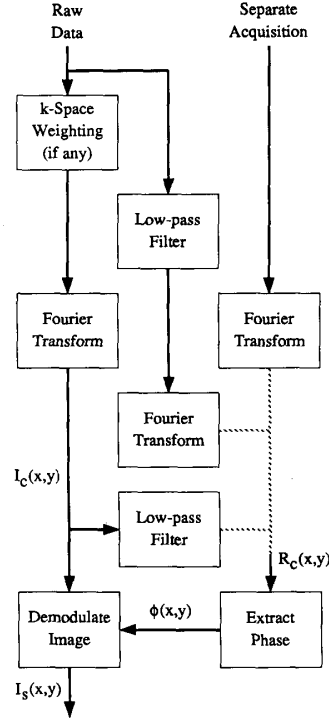 Raw
Data
Separate
Acquisition
k-Space
Weighting
(if any)
Low-pass
Filter
Fourier
Transform
Fourier
Transform
Fourier
Transform
I_C(x,y)
Low-pass
Filter
R_C(x,y)
Demodulate
Image
ϕ(x,y)
Extract
Phase
I_S(x,y)